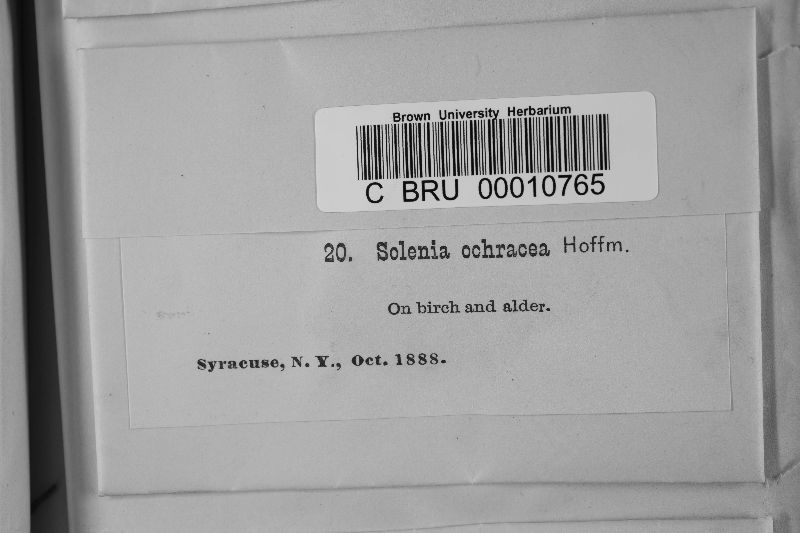 Brown University Herbarium
C BRU 00010765
20. Solenia ochracea Hoffm.
On birch and alder.
Syracuse, N. Y., Oct. 1888.